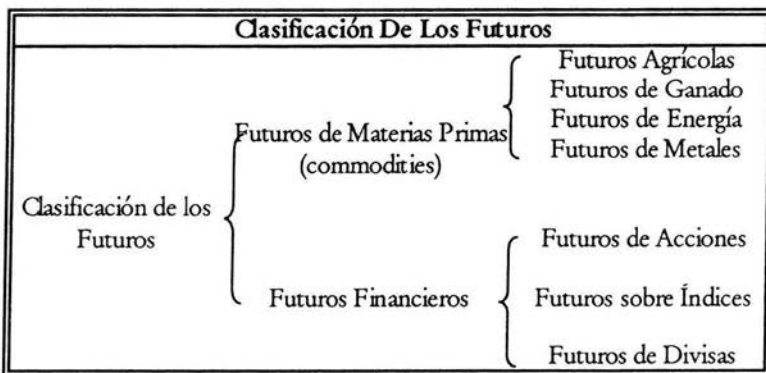 Clasificación De Los Futuros
Clasificación de los
Futuros
Futuros de Materias Primas
(commodities)
Futuros Agrícolas
Futuros de Ganado
Futuros de Energía
Futuros de Metales
Futuros Financieros
Futuros de Acciones
Futuros sobre Índices
Futuros de Divisas